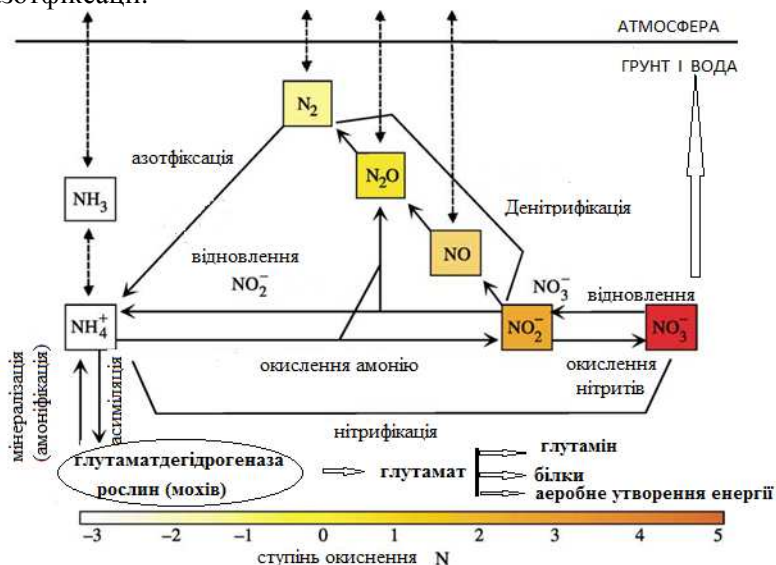 азотфіксації.
АТМОСФЕРА
ГРУНТ І ВОДА
N₂
азотфіксація
N₂O
NH₃
Денітрифікація
NO
відновлення
NO₂⁻
NO₃⁻
відновлення
NH₄⁺
NO₂⁻
NO₃⁻
окислення амонію
окислення
нітритів
мінералізація
(амоніфікація)
асиміляція
нітрифікація
глутаматдегідрогеназа
рослин (мохів)
глутамат
глутамін
білки
аеробне утворення енергії
−3 −2 −1 0 1 2 3 4 5
ступінь окиснення N